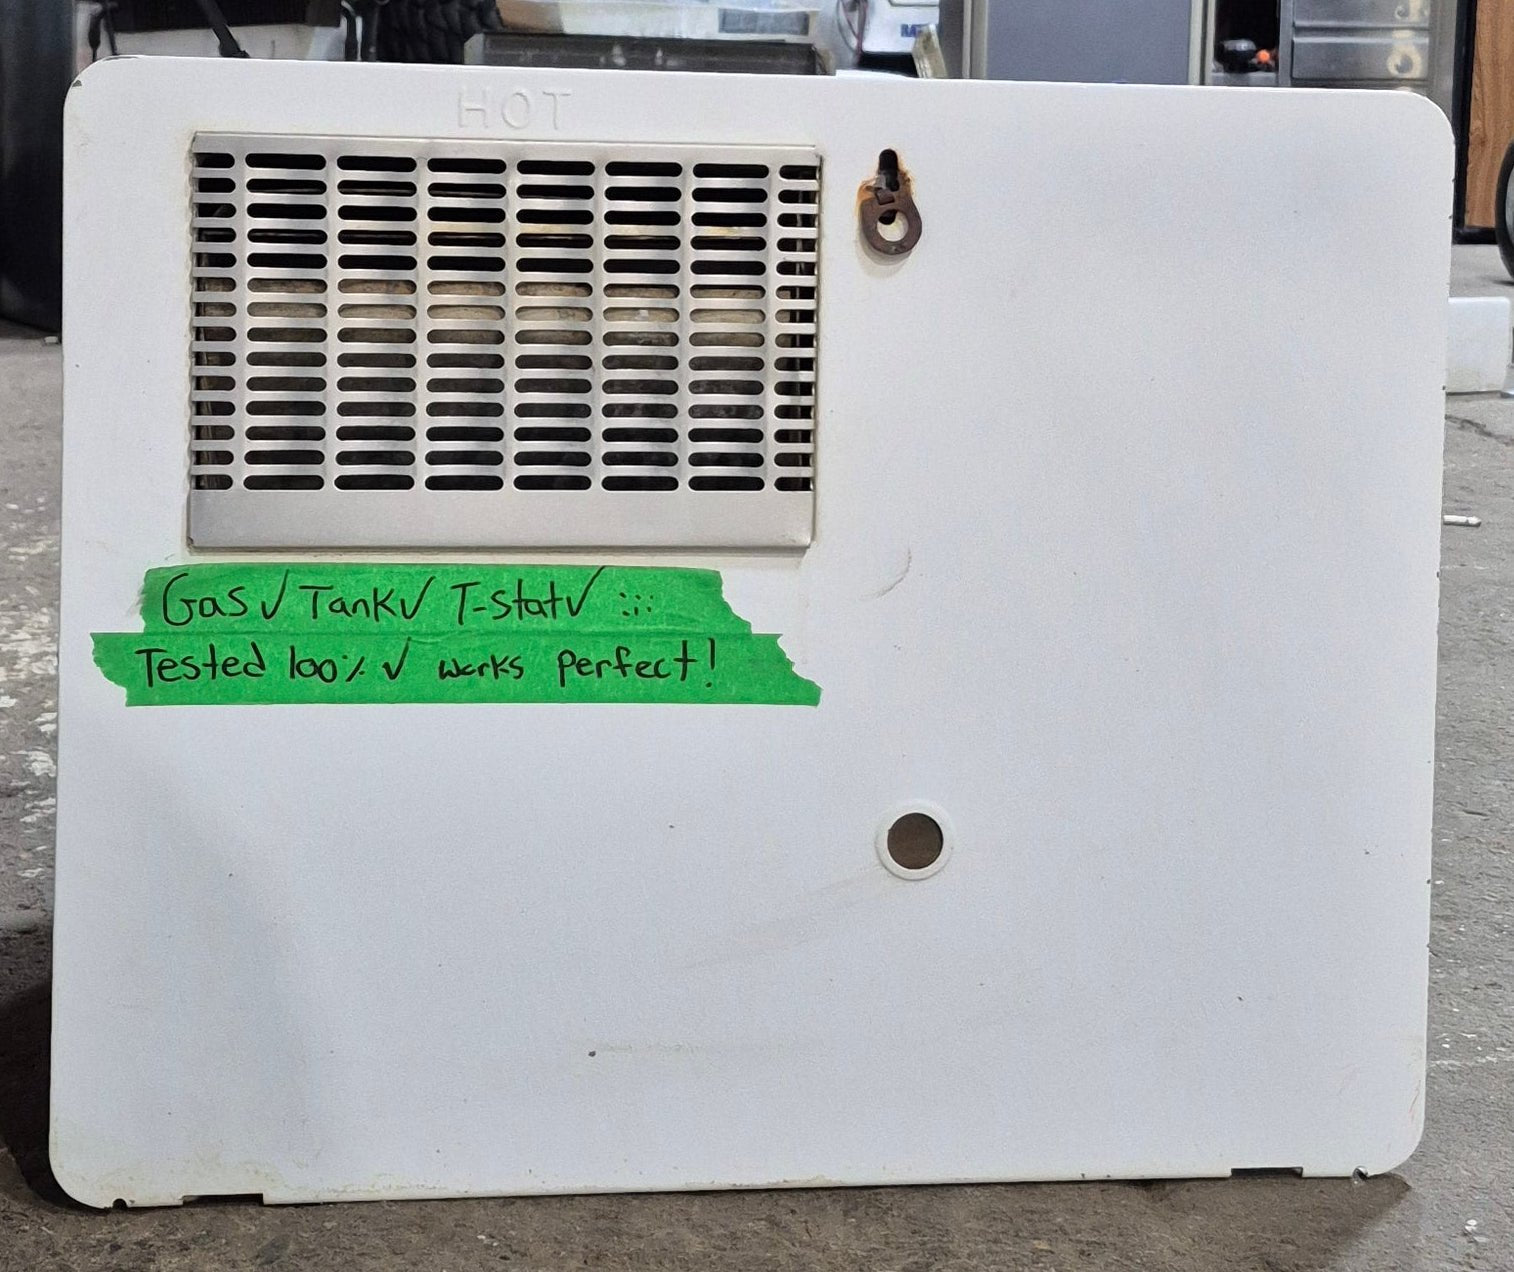 HOT
Gas✓ Tank✓ T-stat✓ :::
Tested 100% ✓ works perfect!